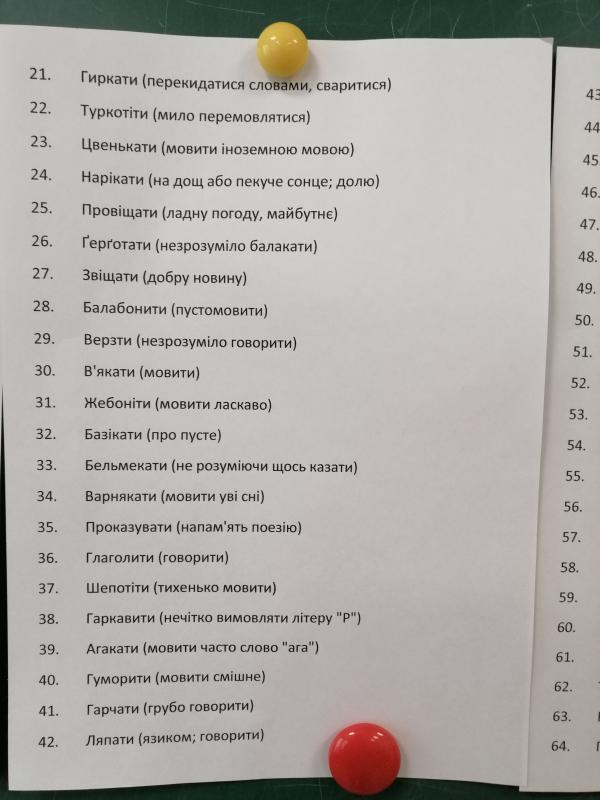 21. Гиркати (перекидатися словами, сваритися)
22. Туркотіти (мило перемовлятися)
23. Цвенькати (мовити іноземною мовою)
24. Нарікати (на дощ або пекуче сонце; долю)
25. Провіщати (ладну погоду, майбутнє)
26. Ґерґотати (незрозуміло балакати)
27. Звіщати (добру новину)
28. Балабонити (пустомовити)
29. Верзти (незрозуміло говорити)
30. В'якати (мовити)
31. Жебоніти (мовити ласкаво)
32. Базікати (про пусте)
33. Бельмекати (не розуміючи щось казати)
34. Варнякати (мовити уві сні)
35. Проказувати (напам'ять поезію)
36. Глаголити (говорити)
37. Шепотіти (тихенько мовити)
38. Гаркавити (нечітко вимовляти літеру "Р")
39. Агакати (мовити часто слово "ага")
40. Гуморити (мовити смішне)
41. Гарчати (грубо говорити)
42. Ляпати (язиком; говорити)
43
44
45
46.
47.
48.
49.
50.
51.
52.
53.
54.
55.
56.
57.
58.
59.
60.
61.
62.
63.
64.